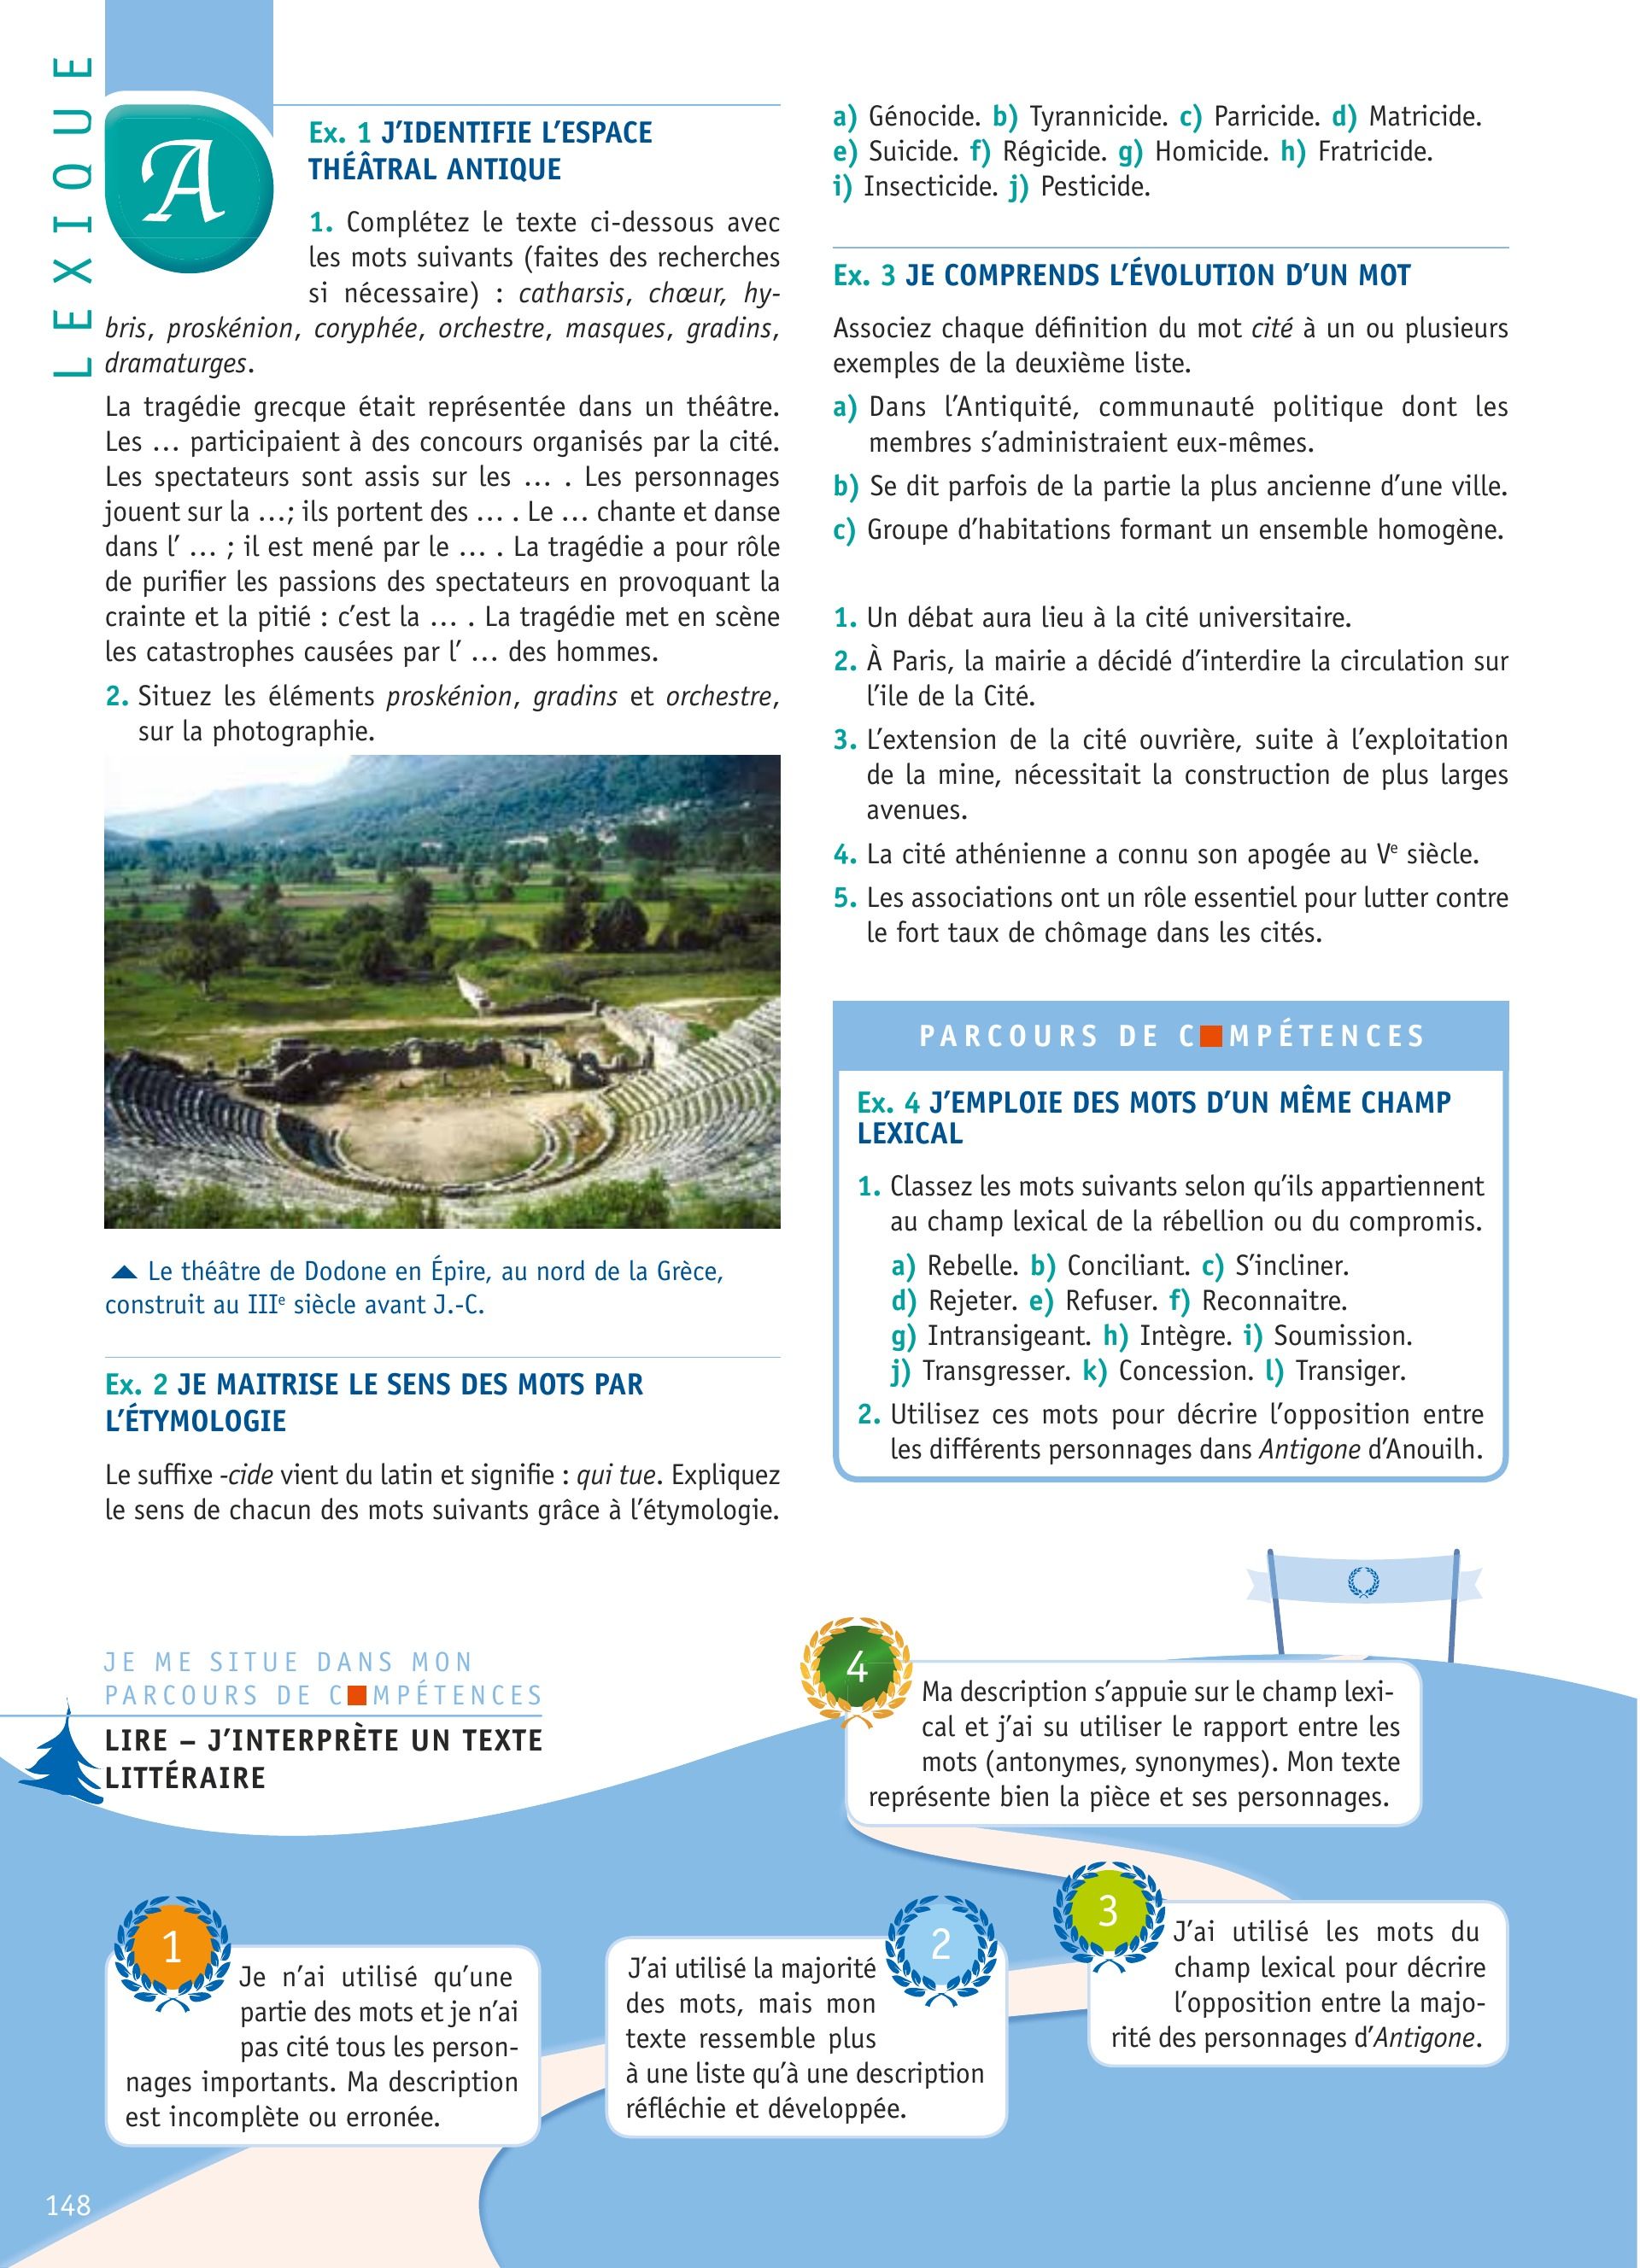 LEXIQUE
A
Ex. 1 J’IDENTIFIE L’ESPACE
THÉÂTRAL ANTIQUE
1. Complétez le texte ci-dessous avec
les mots suivants (faites des recherches
si nécessaire) : catharsis, chœur, hy-
bris, proskénion, coryphée, orchestre, masques, gradins,
dramaturges.
La tragédie grecque était représentée dans un théâtre.
Les … participaient à des concours organisés par la cité.
Les spectateurs sont assis sur les … . Les personnages
jouent sur la …; ils portent des … . Le … chante et danse
dans l’ … ; il est mené par le … . La tragédie a pour rôle
de purifier les passions des spectateurs en provoquant la
crainte et la pitié : c’est la … . La tragédie met en scène
les catastrophes causées par l’ … des hommes.
2. Situez les éléments proskénion, gradins et orchestre,
sur la photographie.
Le théâtre de Dodone en Épire, au nord de la Grèce,
construit au IIIe siècle avant J.-C.
Ex. 2 JE MAITRISE LE SENS DES MOTS PAR
L’ÉTYMOLOGIE
Le suffixe -cide vient du latin et signifie : qui tue. Expliquez
le sens de chacun des mots suivants grâce à l’étymologie.
a) Génocide. b) Tyrannicide. c) Parricide. d) Matricide.
e) Suicide. f) Régicide. g) Homicide. h) Fratricide.
i) Insecticide. j) Pesticide.
Ex. 3 JE COMPRENDS L’ÉVOLUTION D’UN MOT
Associez chaque définition du mot cité à un ou plusieurs
exemples de la deuxième liste.
a) Dans l’Antiquité, communauté politique dont les
membres s’administraient eux-mêmes.
b) Se dit parfois de la partie la plus ancienne d’une ville.
c) Groupe d’habitations formant un ensemble homogène.
1. Un débat aura lieu à la cité universitaire.
2. À Paris, la mairie a décidé d’interdire la circulation sur
l’ile de la Cité.
3. L’extension de la cité ouvrière, suite à l’exploitation
de la mine, nécessitait la construction de plus larges
avenues.
4. La cité athénienne a connu son apogée au Ve siècle.
5. Les associations ont un rôle essentiel pour lutter contre
le fort taux de chômage dans les cités.
PARCOURS DE C■MPÉTENCES
Ex. 4 J’EMPLOIE DES MOTS D’UN MÊME CHAMP
LEXICAL
1. Classez les mots suivants selon qu’ils appartiennent
au champ lexical de la rébellion ou du compromis.
a) Rebelle. b) Conciliant. c) S’incliner.
d) Rejeter. e) Refuser. f) Reconnaitre.
g) Intransigeant. h) Intègre. i) Soumission.
j) Transgresser. k) Concession. l) Transiger.
2. Utilisez ces mots pour décrire l’opposition entre
les différents personnages dans Antigone d’Anouilh.
JE ME SITUE DANS MON
PARCOURS DE C■MPÉTENCES
LIRE – J’INTERPRÈTE UN TEXTE
LITTÉRAIRE
1
Je n’ai utilisé qu’une
partie des mots et je n’ai
pas cité tous les person-
nages importants. Ma description
est incomplète ou erronée.
2
J’ai utilisé la majorité
des mots, mais mon
texte ressemble plus
à une liste qu’à une description
réfléchie et développée.
3
J’ai utilisé les mots du
champ lexical pour décrire
l’opposition entre la majo-
rité des personnages d’Antigone.
4
Ma description s’appuie sur le champ lexi-
cal et j’ai su utiliser le rapport entre les
mots (antonymes, synonymes). Mon texte
représente bien la pièce et ses personnages.
148